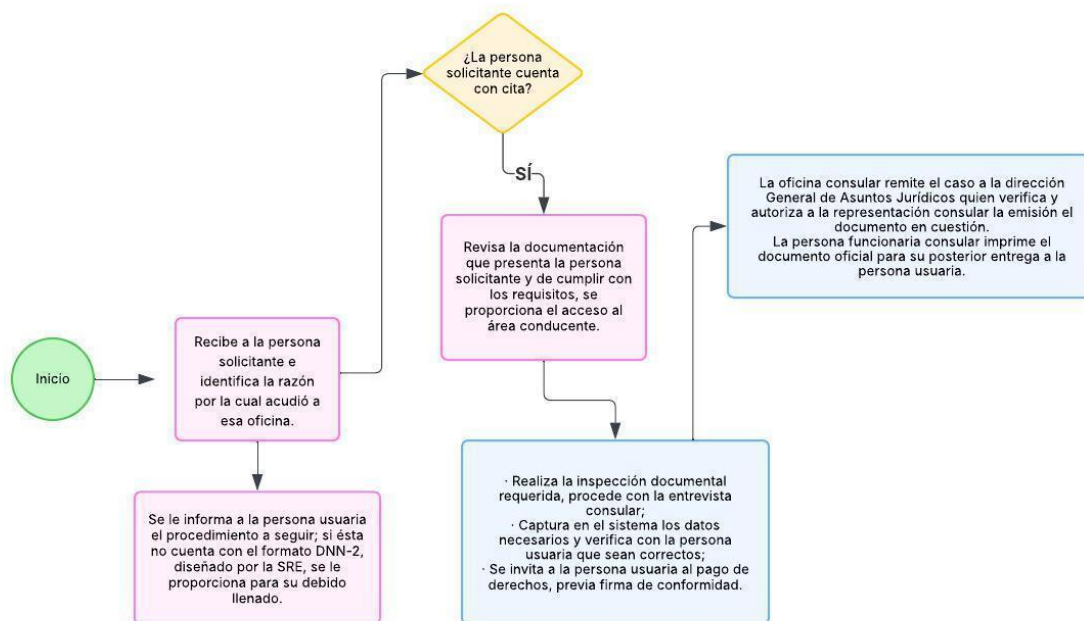 Inicio
Recibe a la persona
solicitante e
identifica la razón
por la cual acudió a
esa oficina.
Se le informa a la persona usuaria
el procedimiento a seguir; si ésta
no cuenta con el formato DNN-2,
diseñado por la SRE, se le
proporciona para su debido
llenado.
¿La persona
solicitante cuenta
con cita?
SÍ
Revisa la documentación
que presenta la persona
solicitante y de cumplir con
los requisitos, se
proporciona el acceso al
área conducente.
· Realiza la inspección documental
requerida, procede con la entrevista
consular;
· Captura en el sistema los datos
necesarios y verifica con la persona
usuaria que sean correctos;
· Se invita a la persona usuaria al pago de
derechos, previa firma de conformidad.
La oficina consular remite el caso a la dirección
General de Asuntos Jurídicos quien verifica y
autoriza a la representación consular la emisión el
documento en cuestión.
La persona funcionaria consular imprime el
documento oficial para su posterior entrega a la
persona usuaria.